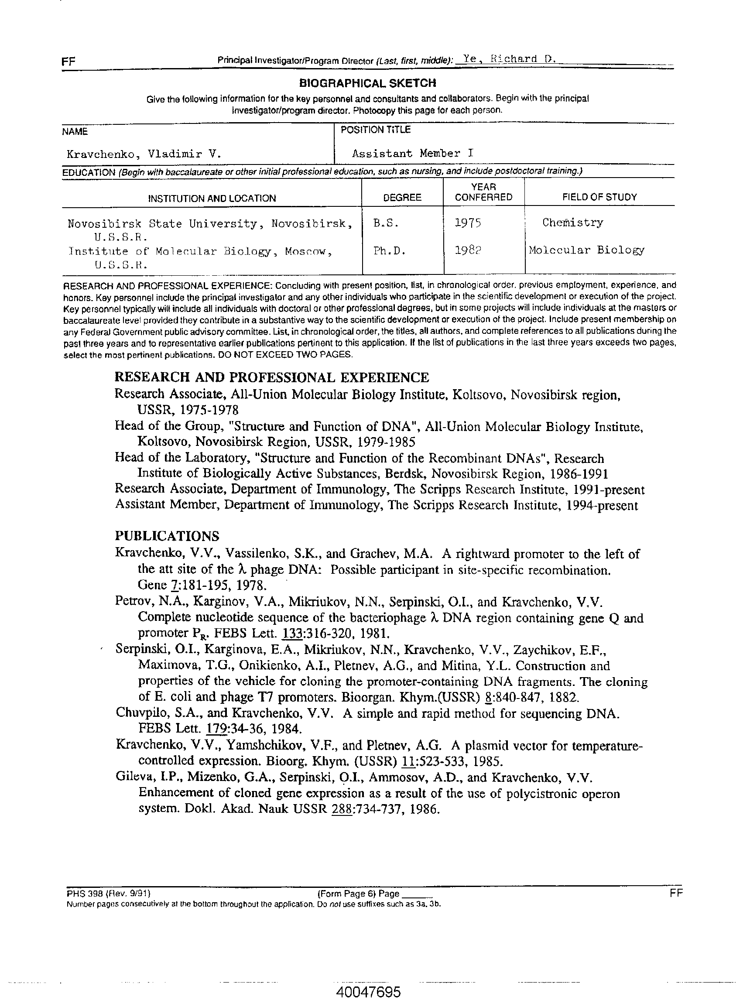 FF
Principal Investigator/Program Director (Last, first, middle): Ye, Richard D.
BIOGRAPHICAL SKETCH
Give the following information for the key personnel and consultants and collaborators. Begin with the principal
investigator/program director. Photocopy this page for each person.
NAME
POSITION TITLE
Kravchenko, Vladimir V.
Assistant Member I
EDUCATION (Begin with baccalaureate or other initial professional education, such as nursing, and include postdoctoral training.)
INSTITUTION AND LOCATION
DEGREE
YEAR
CONFERRED
FIELD OF STUDY
Novosibirsk State University, Novosibirsk,
U.S.S.R.
B.S.
1975
Chemistry
Institute of Molecular Biology, Moscow,
U.S.S.R.
Ph.D.
1982
Molecular Biology
RESEARCH AND PROFESSIONAL EXPERIENCE: Concluding with present position, list, in chronological order, previous employment, experience, and
honors. Key personnel include the principal investigator and any other individuals who participate in the scientific development or execution of the project.
Key personnel typically will include all individuals with doctoral or other professional degrees, but in some projects will include individuals at the masters or
baccalaureate level provided they contribute in a substantive way to the scientific development or execution of the project. Include present membership on
any Federal Government public advisory committee. List, in chronological order, the titles, all authors, and complete references to all publications during the
past three years and to representative earlier publications pertinent to this application. If the list of publications in the last three years exceeds two pages,
select the most pertinent publications. DO NOT EXCEED TWO PAGES.
RESEARCH AND PROFESSIONAL EXPERIENCE
Research Associate, All-Union Molecular Biology Institute, Koltsovo, Novosibirsk region,
USSR, 1975-1978
Head of the Group, "Structure and Function of DNA", All-Union Molecular Biology Institute,
Koltsovo, Novosibirsk Region, USSR, 1979-1985
Head of the Laboratory, "Structure and Function of the Recombinant DNAs", Research
Institute of Biologically Active Substances, Berdsk, Novosibirsk Region, 1986-1991
Research Associate, Department of Immunology, The Scripps Research Institute, 1991-present
Assistant Member, Department of Immunology, The Scripps Research Institute, 1994-present
PUBLICATIONS
Kravchenko, V.V., Vassilenko, S.K., and Grachev, M.A. A rightward promoter to the left of
the att site of the λ phage DNA: Possible participant in site-specific recombination.
Gene 7:181-195, 1978.
Petrov, N.A., Karginov, V.A., Mikriukov, N.N., Serpinski, O.I., and Kravchenko, V.V.
Complete nucleotide sequence of the bacteriophage λ DNA region containing gene Q and
promoter PR. FEBS Lett. 133:316-320, 1981.
Serpinski, O.I., Karginova, E.A., Mikriukov, N.N., Kravchenko, V.V., Zaychikov, E.F.,
Maximova, T.G., Onikienko, A.I., Pletnev, A.G., and Mitina, Y.L. Construction and
properties of the vehicle for cloning the promoter-containing DNA fragments. The cloning
of E. coli and phage T7 promoters. Bioorgan. Khym.(USSR) 8:840-847, 1882.
Chuvpilo, S.A., and Kravchenko, V.V. A simple and rapid method for sequencing DNA.
FEBS Lett. 179:34-36, 1984.
Kravchenko, V.V., Yamshchikov, V.F., and Pletnev, A.G. A plasmid vector for temperature-
controlled expression. Bioorg. Khym. (USSR) 11:523-533, 1985.
Gileva, I.P., Mizenko, G.A., Serpinski, O.I., Ammosov, A.D., and Kravchenko, V.V.
Enhancement of cloned gene expression as a result of the use of polycistronic operon
system. Dokl. Akad. Nauk USSR 288:734-737, 1986.
PHS 398 (Rev. 9/91)
(Form Page 6) Page
FF
Number pages consecutively at the bottom throughout the application. Do not use suffixes such as 3a, 3b.
40047695